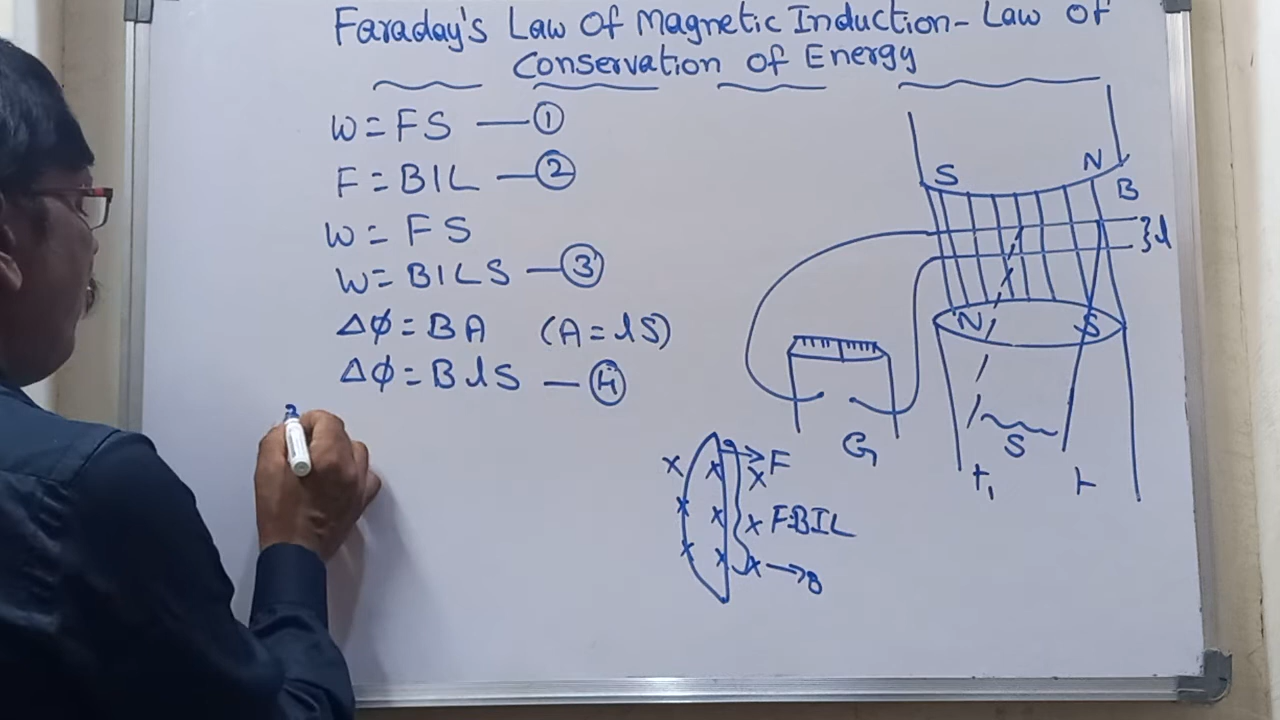 Faraday's Law Of Magnetic Induction - Law of
Conservation of Energy
W = FS — ①
F = BIL — ②
W = FS
W = BILS — ③
Δϕ = BA (A = lS)
Δϕ = BlS — ④
S N
B
l
N S
S
G
t₁ t
F
F=BIL